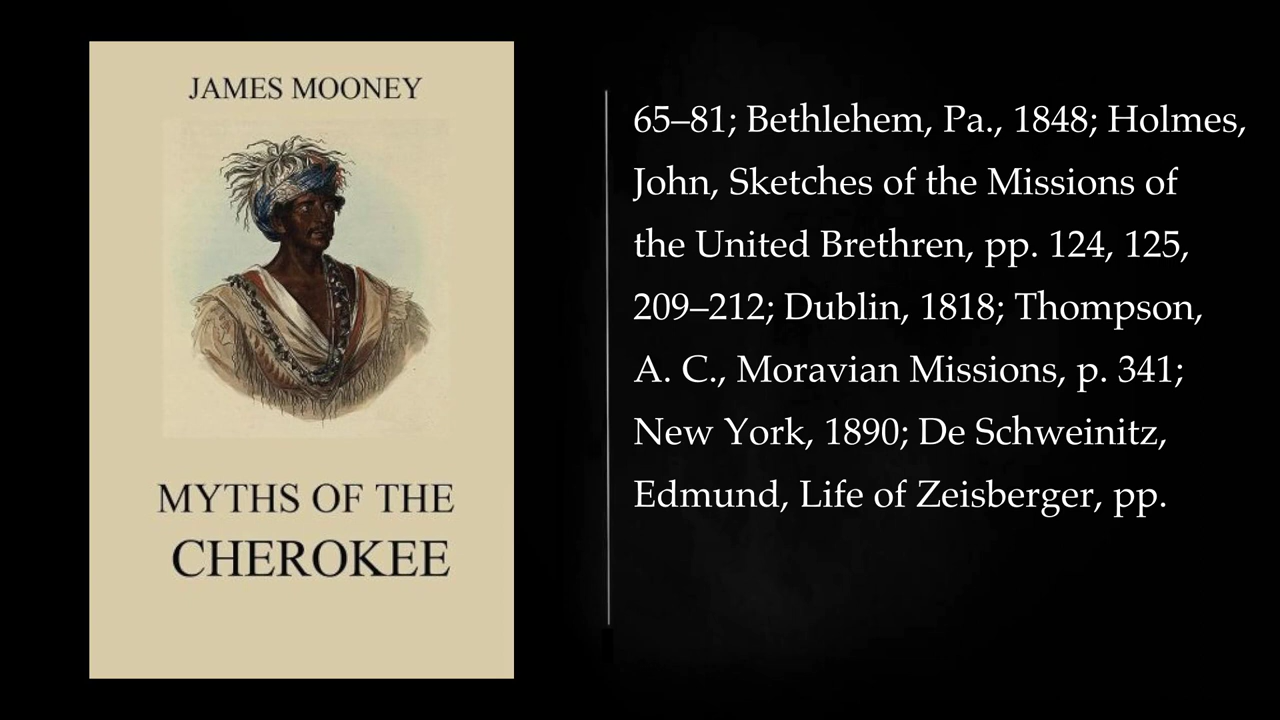 JAMES MOONEY
MYTHS OF THE
CHEROKEE
65–81; Bethlehem, Pa., 1848; Holmes,
John, Sketches of the Missions of
the United Brethren, pp. 124, 125,
209–212; Dublin, 1818; Thompson,
A. C., Moravian Missions, p. 341;
New York, 1890; De Schweinitz,
Edmund, Life of Zeisberger, pp.